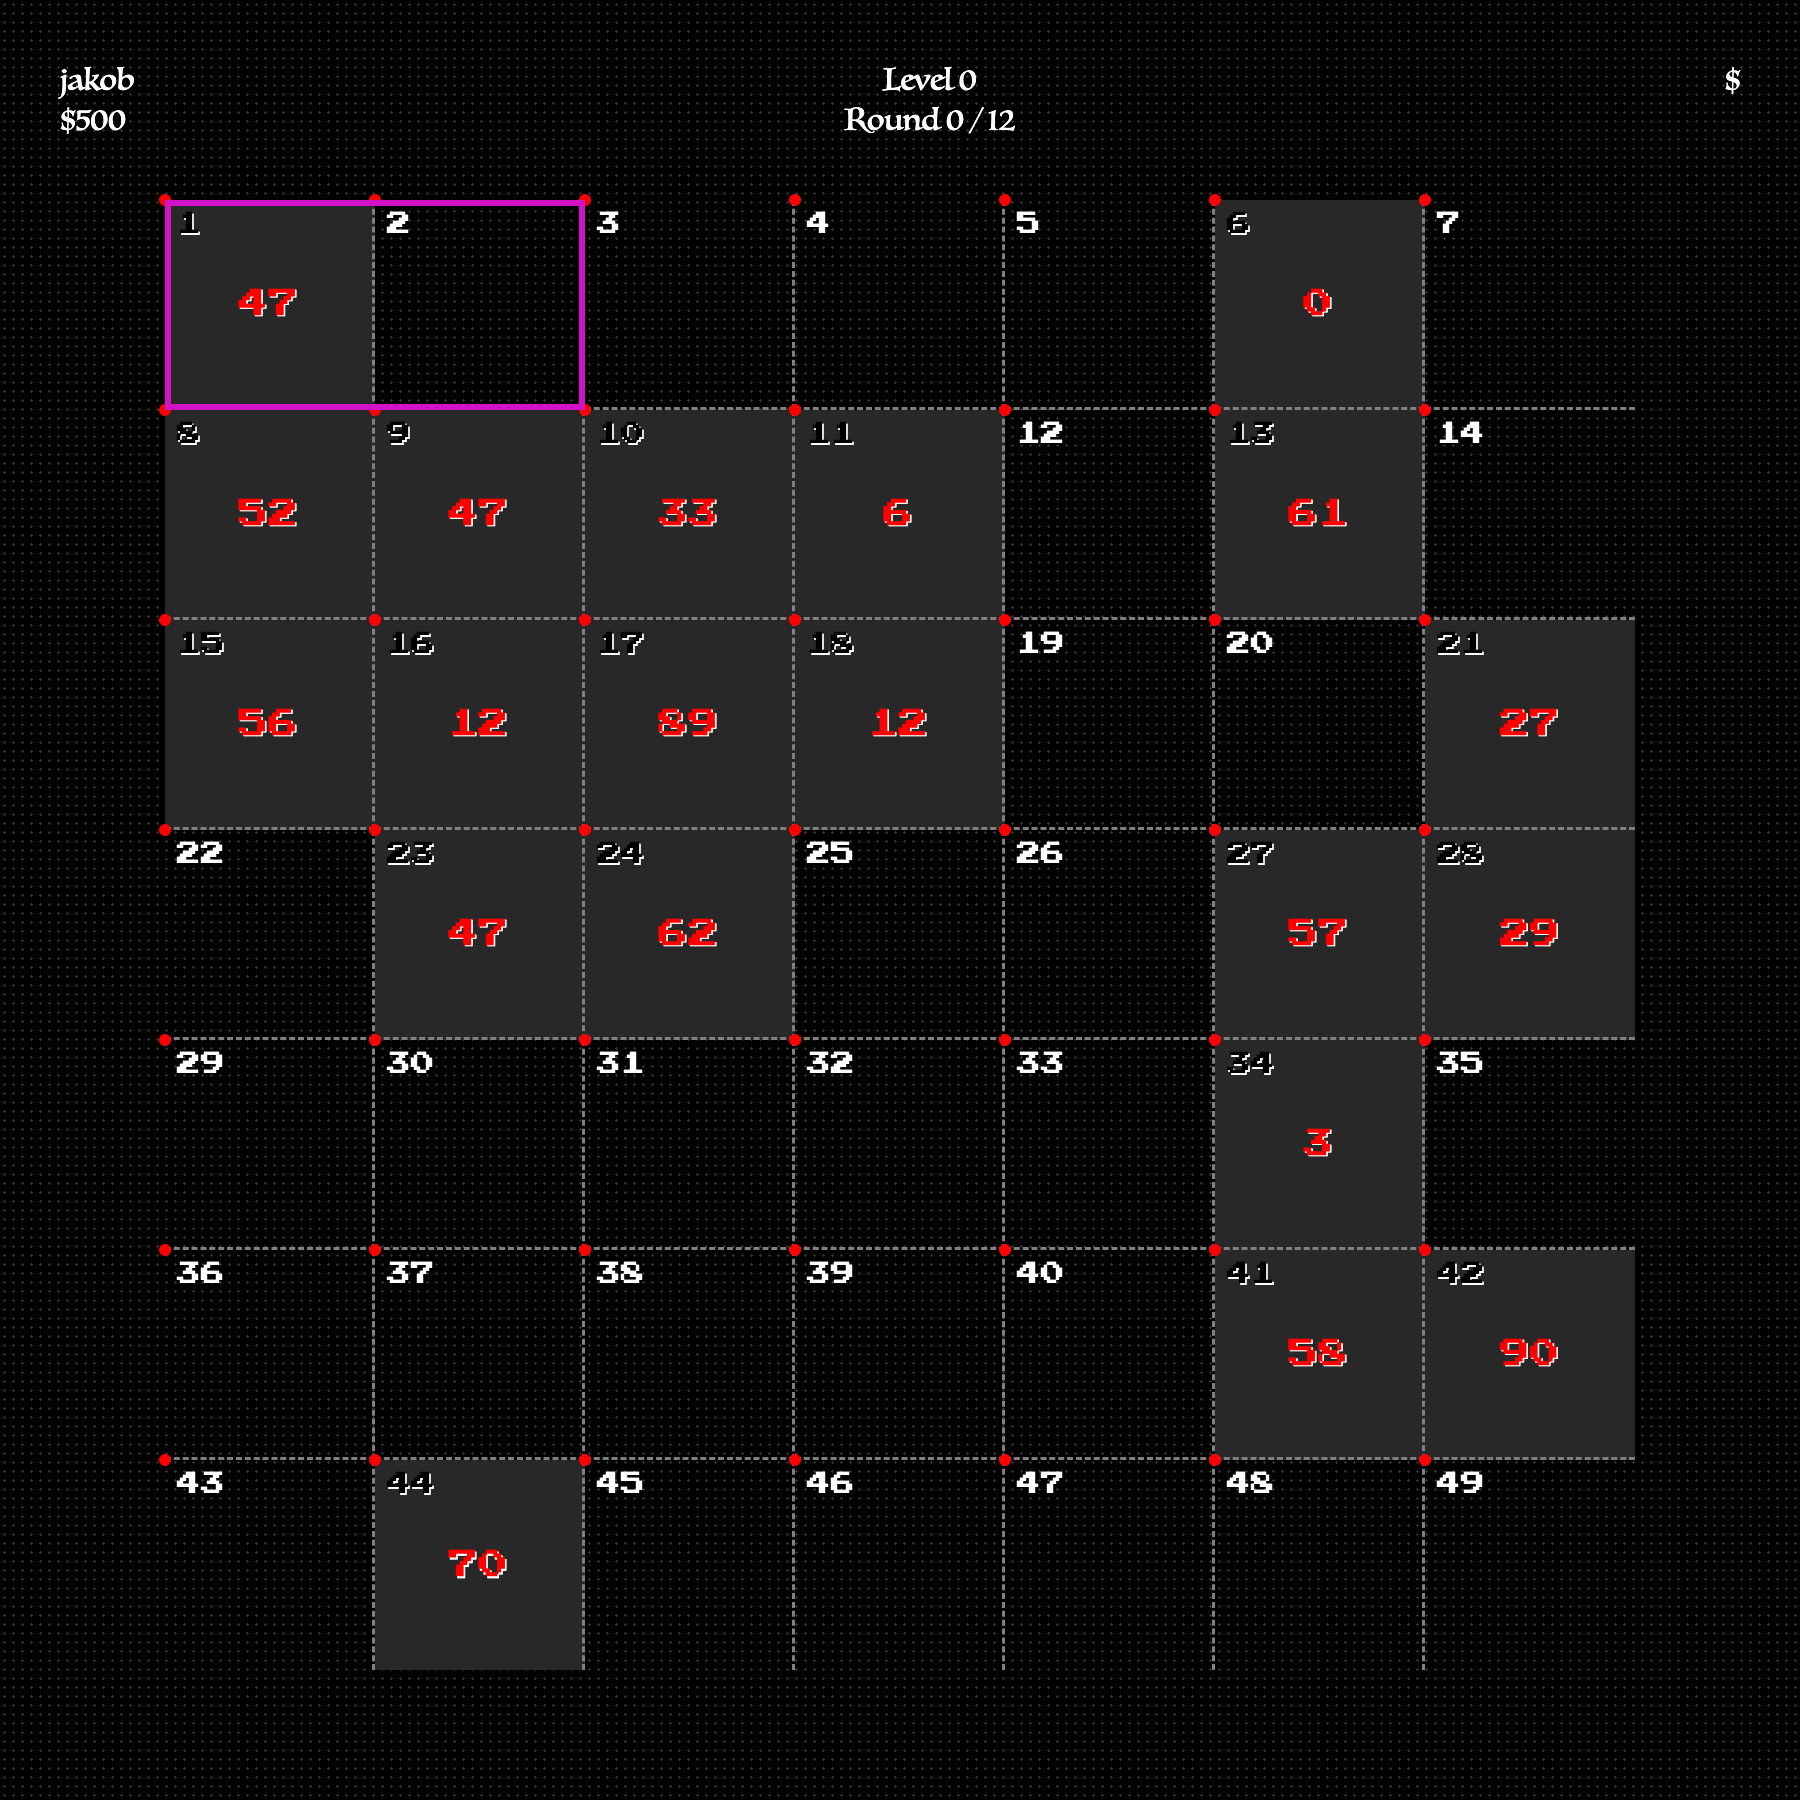 jakob
$500
Level 0
Round 0 / 12
$
1 2 3 4 5 6 7
47 0
8 9 10 11 12 13 14
52 47 33 6 61
15 16 17 18 19 20 21
56 12 89 12 27
22 23 24 25 26 27 28
47 62 57 29
29 30 31 32 33 34 35
3
36 37 38 39 40 41 42
58 90
43 44 45 46 47 48 49
70